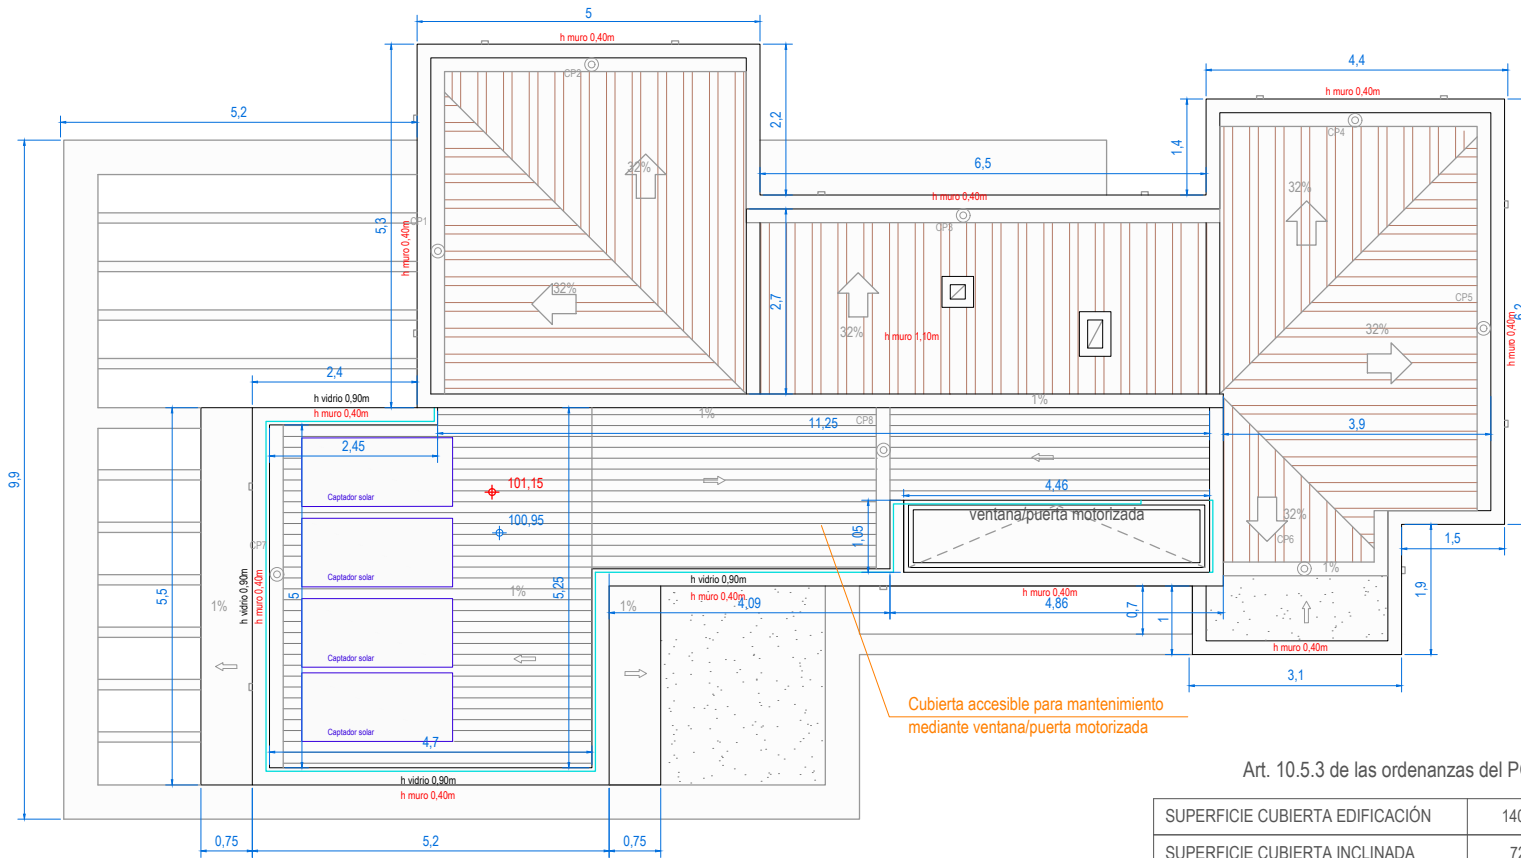 5
h muro 0,40m
CP2
4,4
h muro 0,40m
5,2
2,2
1,4
CP4
6,5
32%
32%
h muro 0,40m
5,3
CP1
h muro 0,40m
CP3
2,7
32%
32%
32%
h muro 1,10m
CP5
32%
h muro 0,40m
2,4
h vidrio 0,90m
h muro 0,40m
1%
1%
11,25
CP8
3,9
2,45
9,9
Captador solar
101,15
4,46
ventana/puerta motorizada
32%
100,95
1,05
CP6
1,5
CP7
Captador solar
h vidrio 0,90m
h muro 0,40m
5
5,25
5,5
1%
1%
1%
1%
h vidrio 0,90m
h muro 0,40m
4,09
h muro 0,40m
4,86
0,7
1
1,9
Captador solar
h muro 0,40m
3,1
Cubierta accesible para mantenimiento
mediante ventana/puerta motorizada
Captador solar
4,7
h vidrio 0,90m
h muro 0,40m
0,75
5,2
0,75
Art. 10.5.3 de las ordenanzas del
SUPERFICIE CUBIERTA EDIFICACIÓN 140
SUPERFICIE CUBIERTA INCLINADA 72